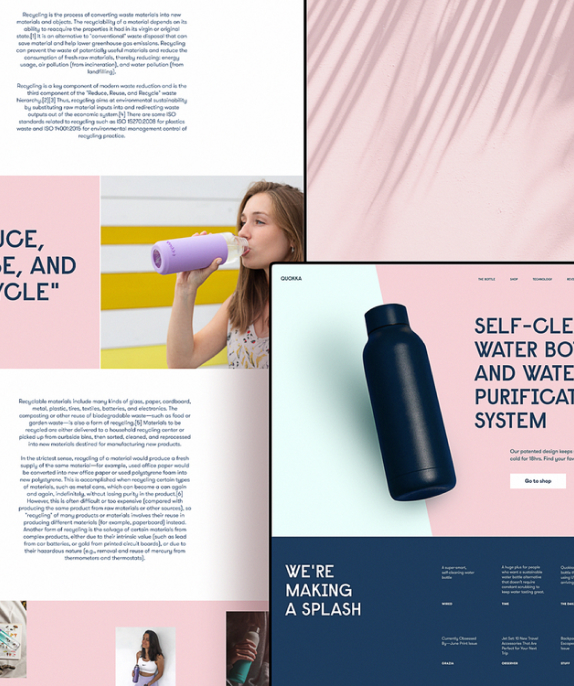 Recycling is the process of converting waste materials into new
materials and objects. The recyclability of a material depends on its
ability to reacquire the properties it had in its virgin or original
state.[1] It is an alternative to "conventional" waste disposal that can
save material and help lower greenhouse gas emissions. Recycling
can prevent the waste of potentially useful materials and reduce the
consumption of fresh raw materials, thereby reducing: energy
usage, air pollution (from incineration), and water pollution (from
landfilling).
Recycling is a key component of modern waste reduction and is the
third component of the "Reduce, Reuse, and Recycle" waste
hierarchy.[2][3] Thus, recycling aims at environmental sustainability
by substituting raw material inputs into and redirecting waste
outputs out of the economic system.[4] There are some ISO
standards related to recycling such as ISO 15270:2008 for plastics
waste and ISO 14001:2015 for environmental management control of
recycling practice.
UCE,
SE, AND
YCLE"
Recyclable materials include many kinds of glass, paper, cardboard,
metal, plastic, tires, textiles, batteries, and electronics. The
composting or other reuse of biodegradable waste—such as food or
garden waste—is also a form of recycling.[5] Materials to be
recycled are either delivered to a household recycling center or
picked up from curbside bins, then sorted, cleaned, and reprocessed
into new materials destined for manufacturing new products.
In the strictest sense, recycling of a material would produce a fresh
supply of the same material—for example, used office paper would
be converted into new office paper or used polystyrene foam into
new polystyrene. This is accomplished when recycling certain types
of materials, such as metal cans, which can become a can again
and again, indefinitely, without losing purity in the product.[6]
However, this is often difficult or too expensive (compared with
producing the same product from raw materials or other sources), so
"recycling" of many products or materials involves their reuse in
producing different materials (for example, paperboard) instead.
Another form of recycling is the salvage of certain materials from
complex products, either due to their intrinsic value (such as lead
from car batteries, or gold from printed circuit boards), or due to
their hazardous nature (e.g., removal and reuse of mercury from
thermometers and thermostats).
QUOKKA
THE BOTTLE SHOP TECHNOLOGY
SELF-CLE
WATER BO
AND WATE
PURIFICAT
SYSTEM
Our patented design keeps
cold for 18hrs. Find your fav
Go to shop
WE'RE
MAKING
A SPLASH
A super-smart,
self-cleaning water
bottle.
WIRED
A huge plus for people
who want a sustainable
water bottle alternative
that doesn't require
constant scrubbing to
keep water tasting great.
TIME
Currently Obsessed
By—June Print Issue
Jet Set: 10 New Travel
Accessories That Are
Perfect for Your Next
Trip